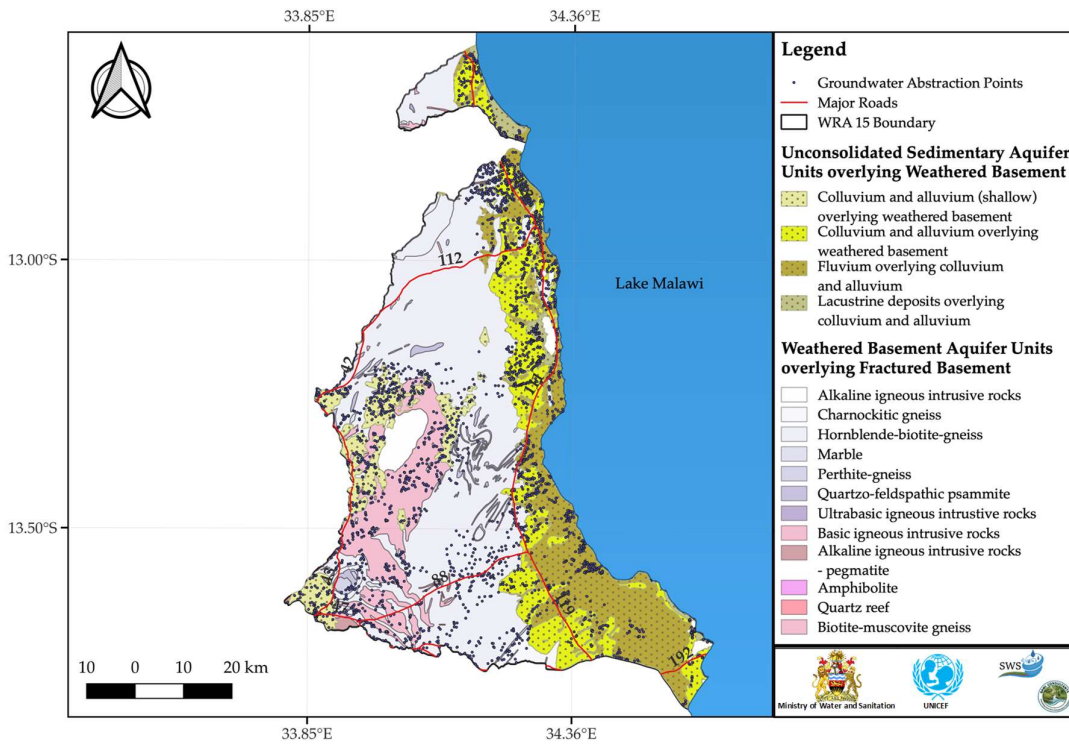 33.85°E
34.36°E
13.00°S
13.50°S
112
42
Lake Malawi
88
119
192
10 0 10 20 km
33.85°E
34.36°E
Legend
Groundwater Abstraction Points
Major Roads
WRA 15 Boundary
Unconsolidated Sedimentary Aquifer
Units overlying Weathered Basement
Colluvium and alluvium (shallow)
overlying weathered basement
Colluvium and alluvium overlying
weathered basement
Fluvium overlying colluvium
and alluvium
Lacustrine deposits overlying
colluvium and alluvium
Weathered Basement Aquifer Units
overlying Fractured Basement
Alkaline igneous intrusive rocks
Charnockitic gneiss
Hornblende-biotite-gneiss
Marble
Perthite-gneiss
Quartzo-feldspathic psammite
Ultrabasic igneous intrustive rocks
Basic igneous intrusive rocks
Alkaline igneous intrusive rocks
- pegmatite
Amphibolite
Quartz reef
Biotite-muscovite gneiss
Ministry of Water and Sanitation
UNICEF
SWS